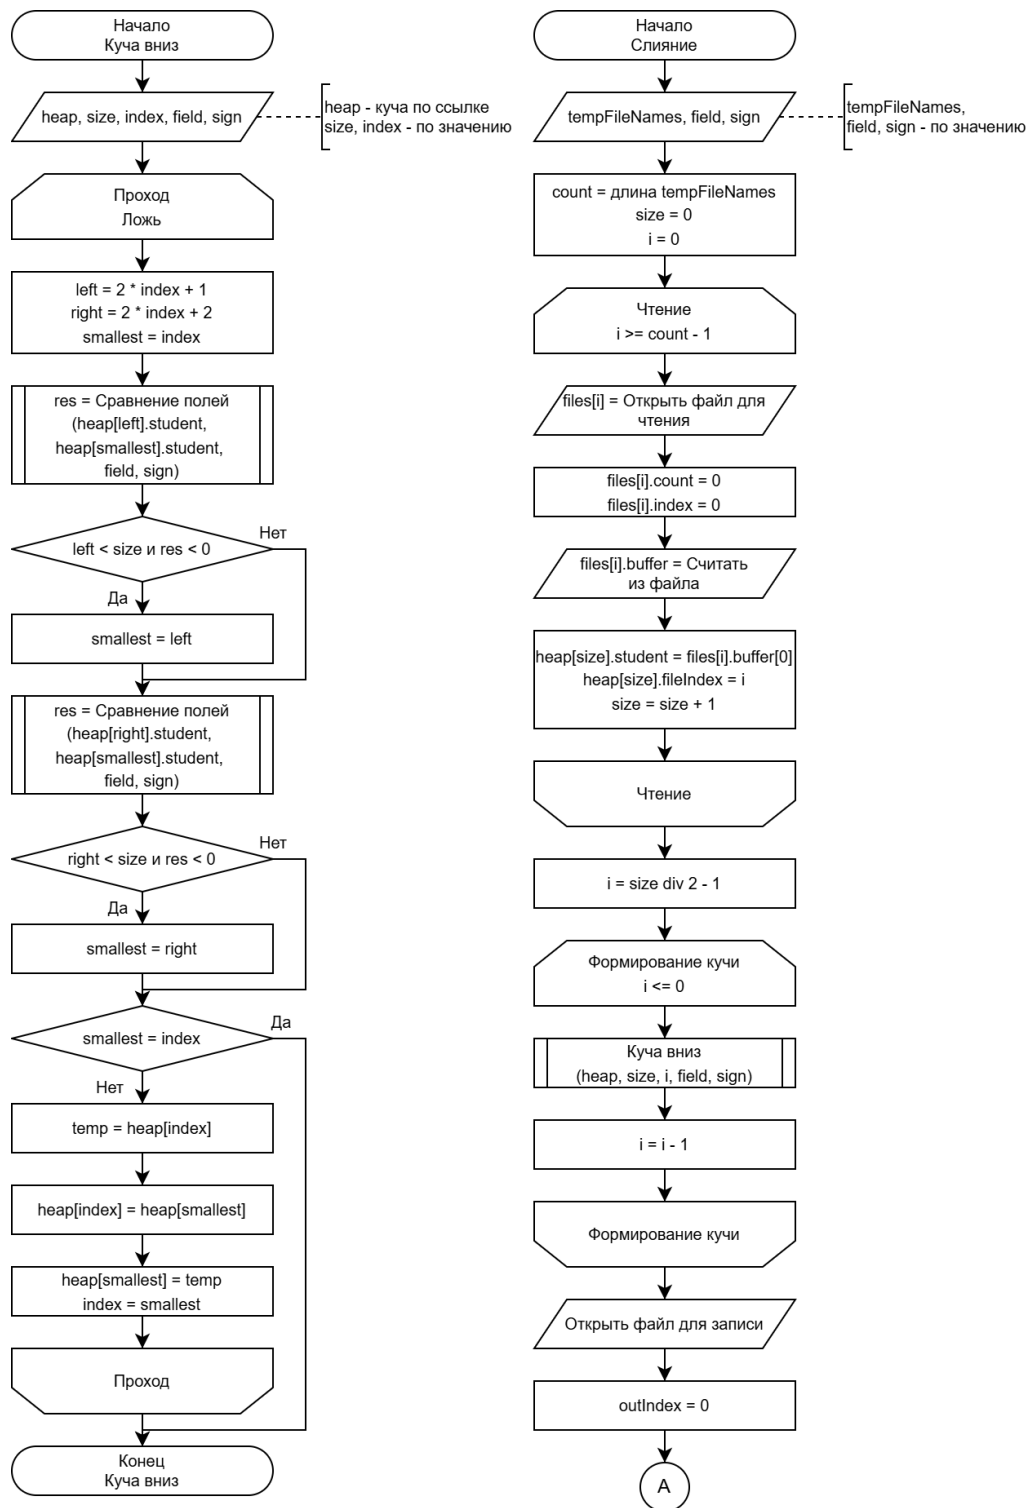 Начало
Куча вниз
heap, size, index, field, sign
heap - куча по ссылке
size, index - по значению
Проход
Ложь
left = 2 * index + 1
right = 2 * index + 2
smallest = index
res = Сравнение полей
(heap[left].student,
heap[smallest].student,
field, sign)
left < size и res < 0
Нет
Да
smallest = left
res = Сравнение полей
(heap[right].student,
heap[smallest].student,
field, sign)
right < size и res < 0
Нет
Да
smallest = right
smallest = index
Да
Нет
temp = heap[index]
heap[index] = heap[smallest]
heap[smallest] = temp
index = smallest
Проход
Конец
Куча вниз
Начало
Слияние
tempFileNames, field, sign
tempFileNames,
field, sign - по значению
count = длина tempFileNames
size = 0
i = 0
Чтение
i >= count - 1
files[i] = Открыть файл для
чтения
files[i].count = 0
files[i].index = 0
files[i].buffer = Считать
из файла
heap[size].student = files[i].buffer[0]
heap[size].fileIndex = i
size = size + 1
Чтение
i = size div 2 - 1
Формирование кучи
i <= 0
Куча вниз
(heap, size, i, field, sign)
i = i - 1
Формирование кучи
Открыть файл для записи
outIndex = 0
A